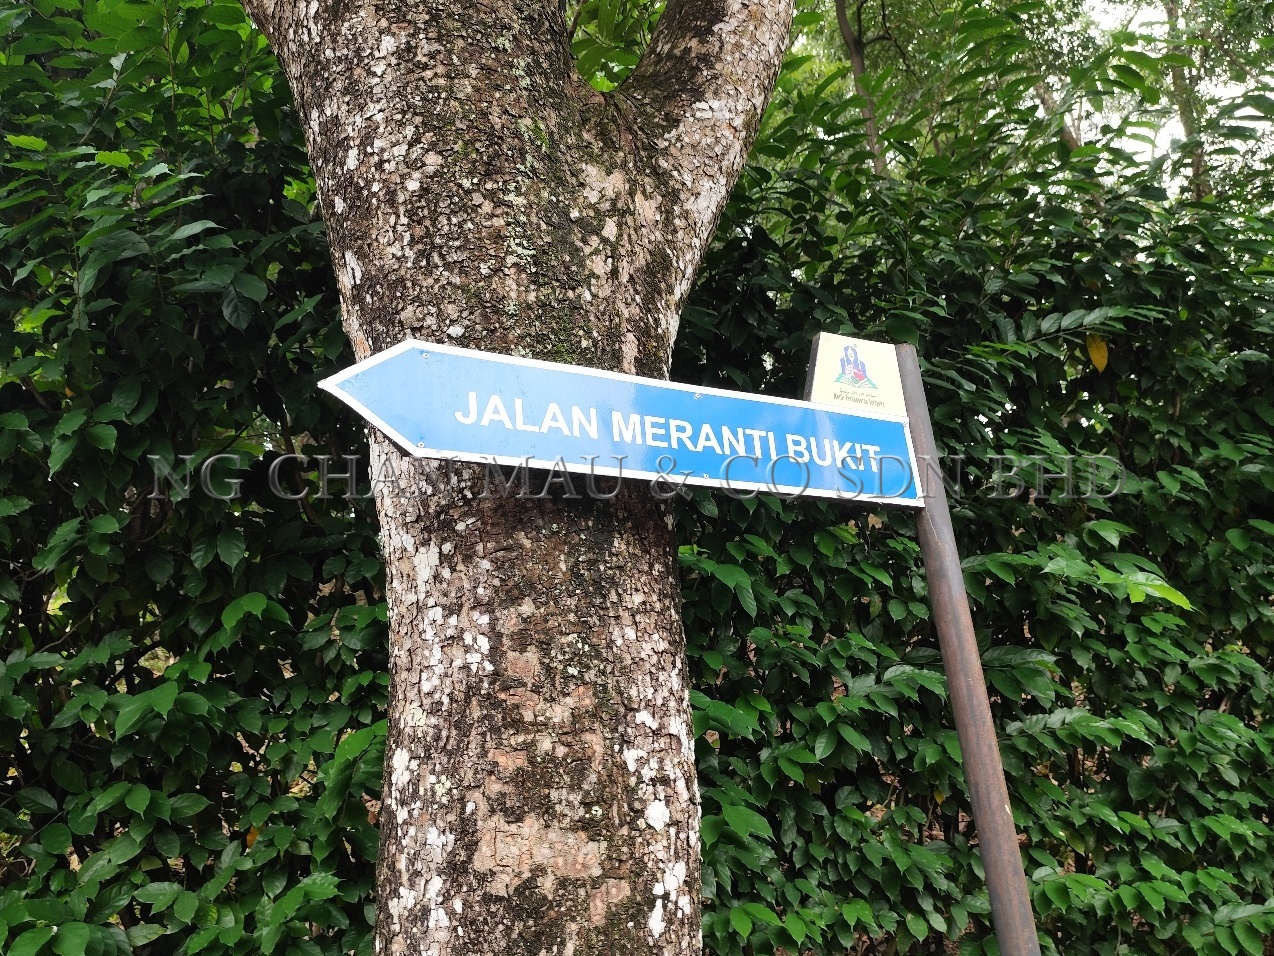 JALAN MERANTI BUKIT
NG CHAN MAU & CO SDN BHD